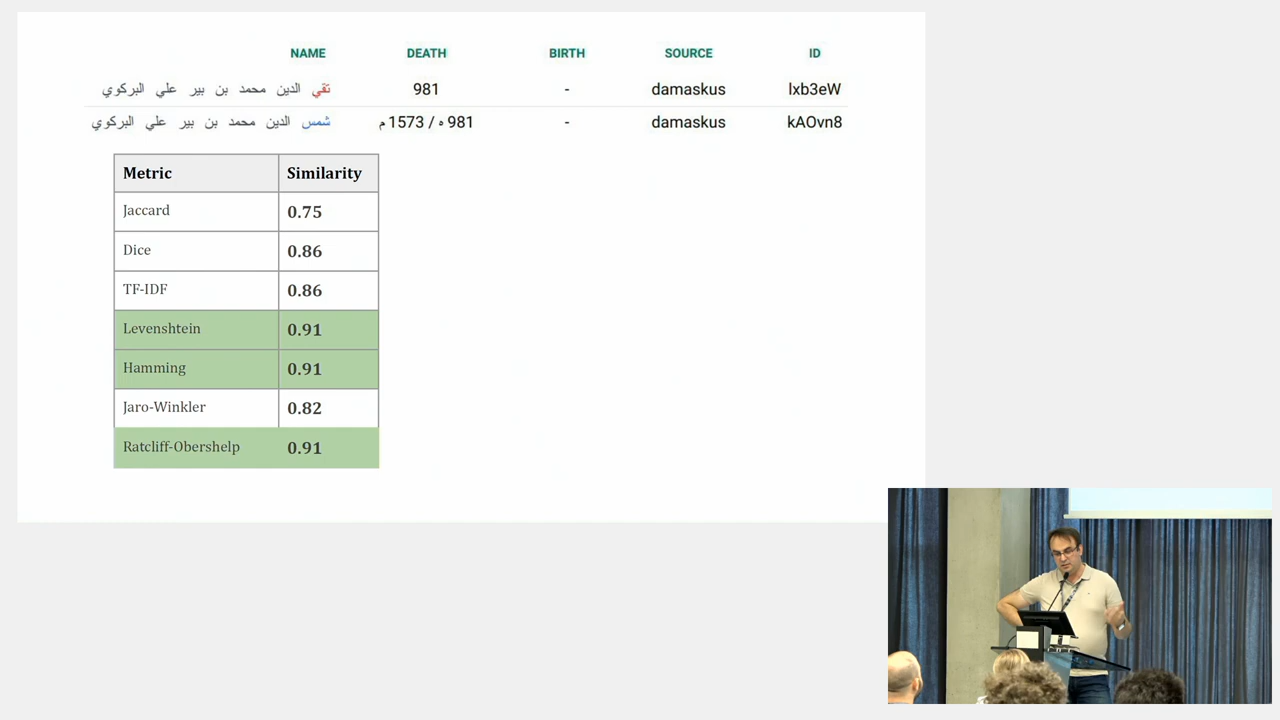 NAME DEATH BIRTH SOURCE ID
تقي الدين محمد بن بير علي البركوي 981 - damaskus lxb3eW
شمس الدين محمد بن بير علي البركوي 981 ه / 1573 م - damaskus kAOvn8
Metric Similarity
Jaccard 0.75
Dice 0.86
TF-IDF 0.86
Levenshtein 0.91
Hamming 0.91
Jaro-Winkler 0.82
Ratcliff-Obershelp 0.91